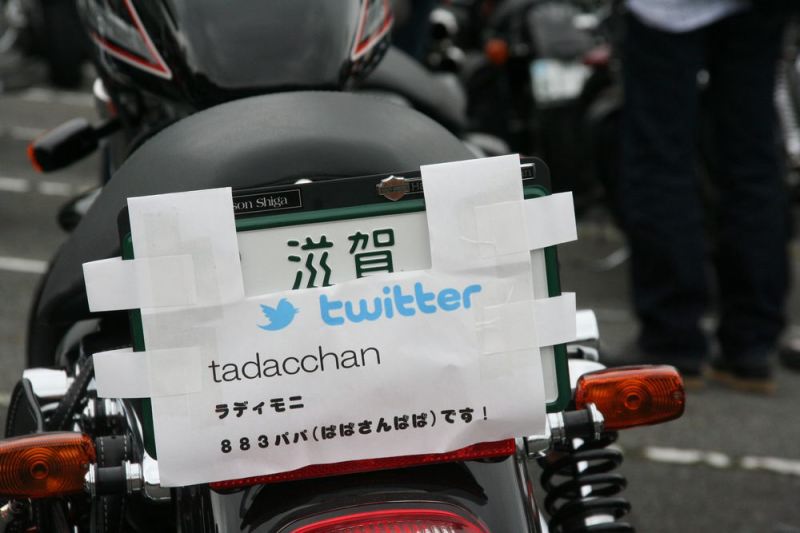 son Shiga
滋賀
twitter
tadacchan
ラディモニ
883パパ(ぱぱさんぱぱ)です!